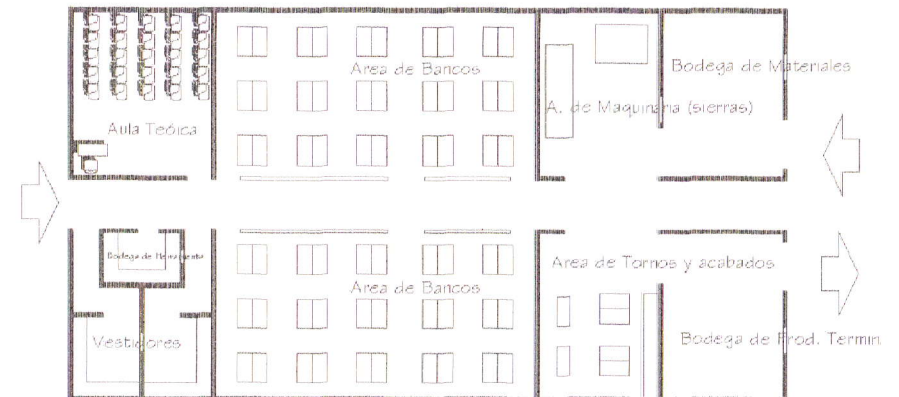 Area de Bancos
Bodega de Materiales
A. de Maquinaria (sierras)
Aula Teóica
Bodega de Herramienta
Area de Tornos y acabados
Area de Bancos
Vestidores
Bodega de Prod. Termin